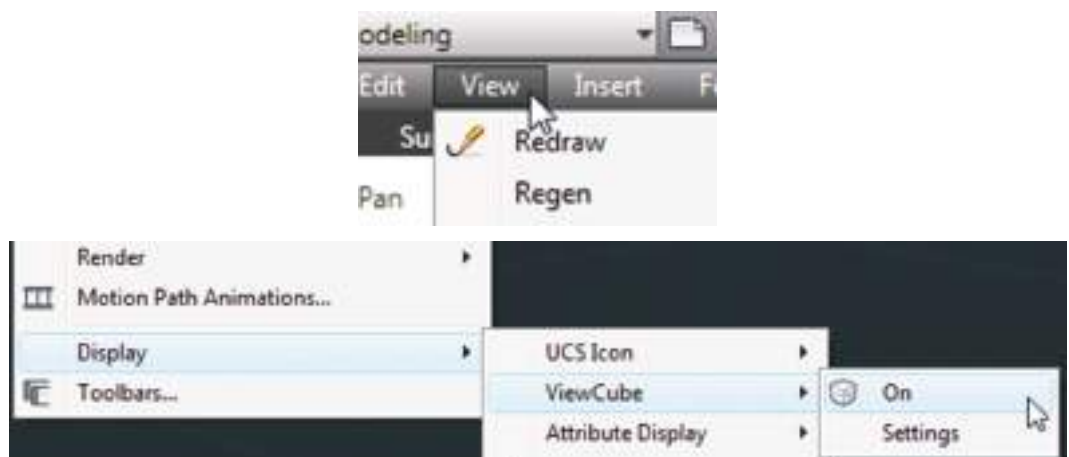 odeling
Edit View Insert F
Su
Redraw
Pan
Regen
Render
Motion Path Animations...
Display
UCS Icon
Toolbars...
ViewCube
On
Attribute Display
Settings